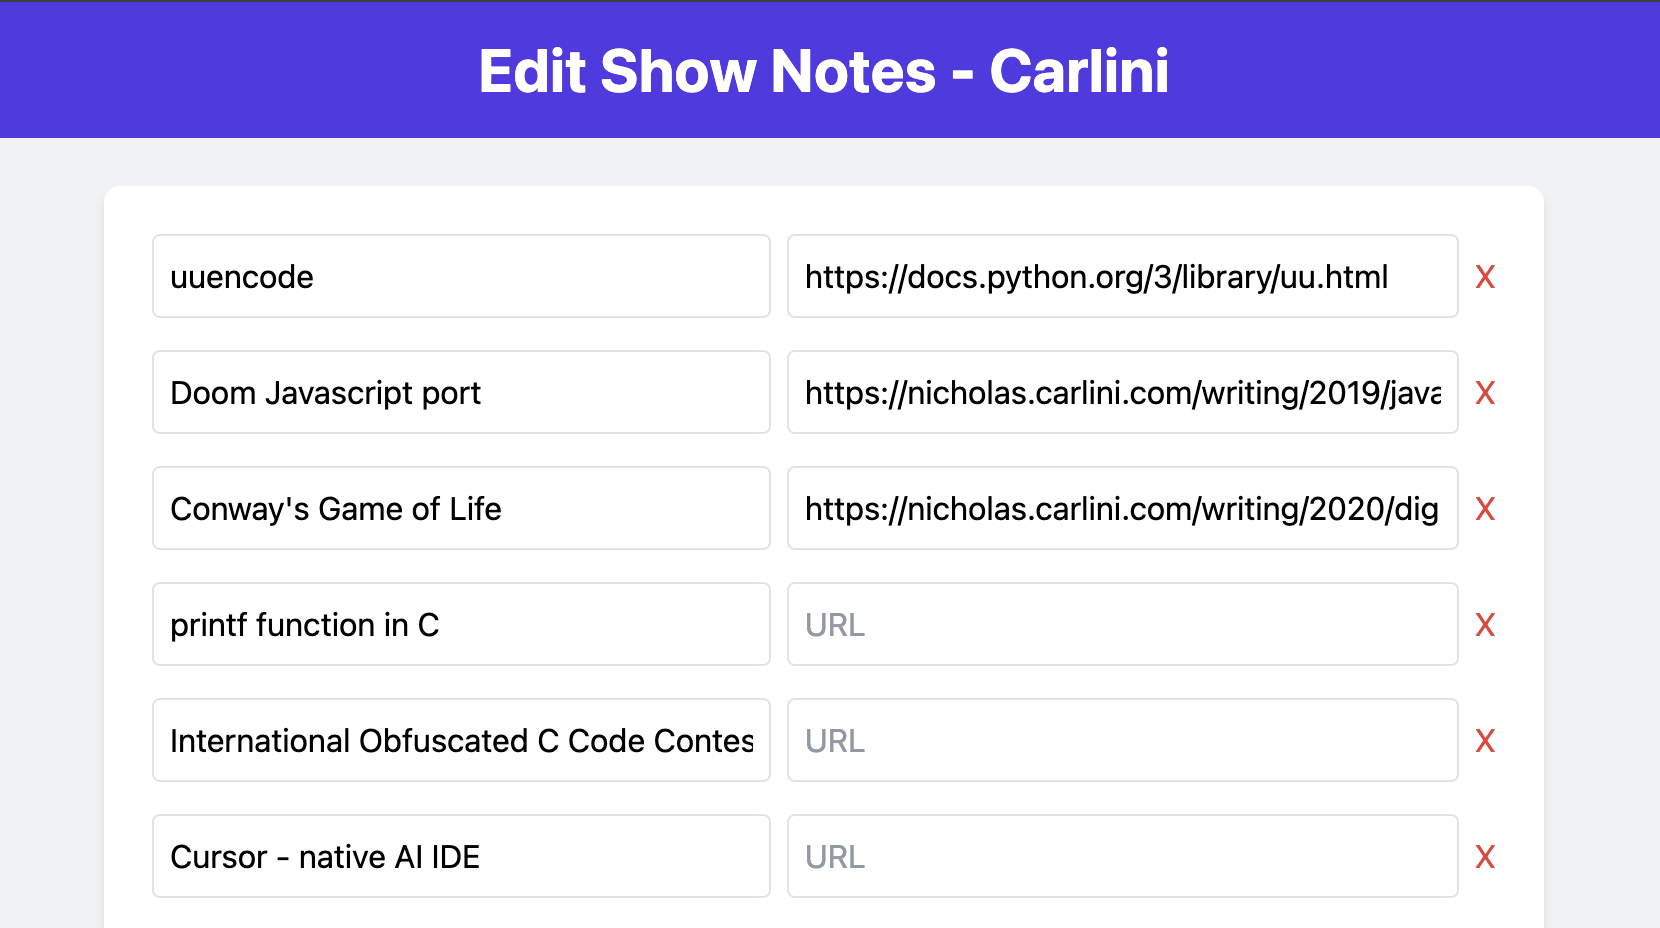 Edit Show Notes - Carlini
uuencode https://docs.python.org/3/library/uu.html X
Doom Javascript port https://nicholas.carlini.com/writing/2019/java X
Conway's Game of Life https://nicholas.carlini.com/writing/2020/dig X
printf function in C URL X
International Obfuscated C Code Contes URL X
Cursor - native AI IDE URL X